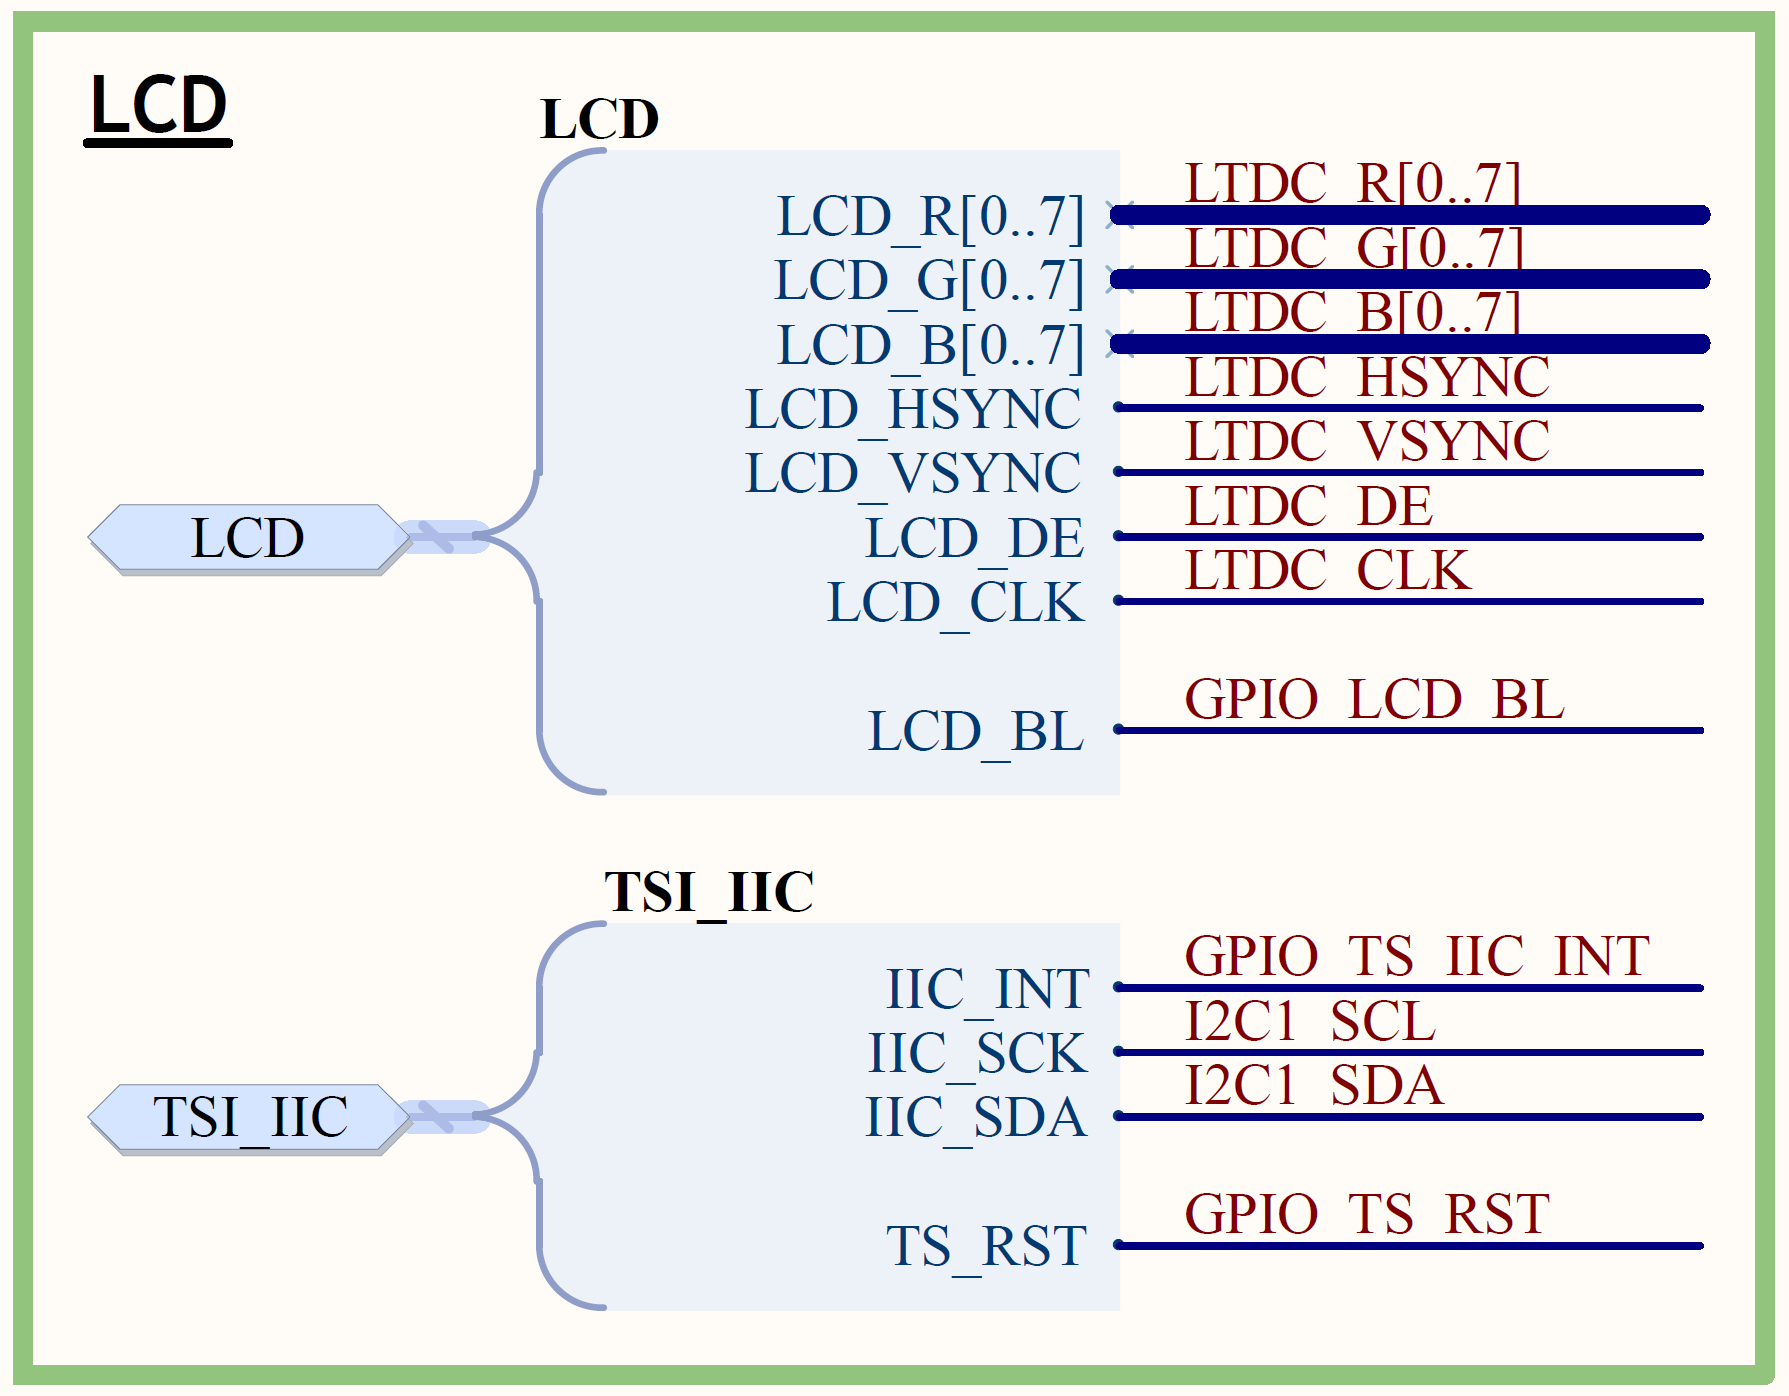 LCD
LCD
LCD_R[0..7] LTDC_R[0..7]
LCD_G[0..7] LTDC_G[0..7]
LCD_B[0..7] LTDC_B[0..7]
LCD_HSYNC LTDC_HSYNC
LCD_VSYNC LTDC_VSYNC
LCD LCD_DE LTDC_DE
LCD_CLK LTDC_CLK
LCD_BL GPIO_LCD_BL
TSI_IIC
IIC_INT GPIO_TS_IIC_INT
IIC_SCK I2C1_SCL
TSI_IIC IIC_SDA I2C1_SDA
TS_RST GPIO_TS_RST